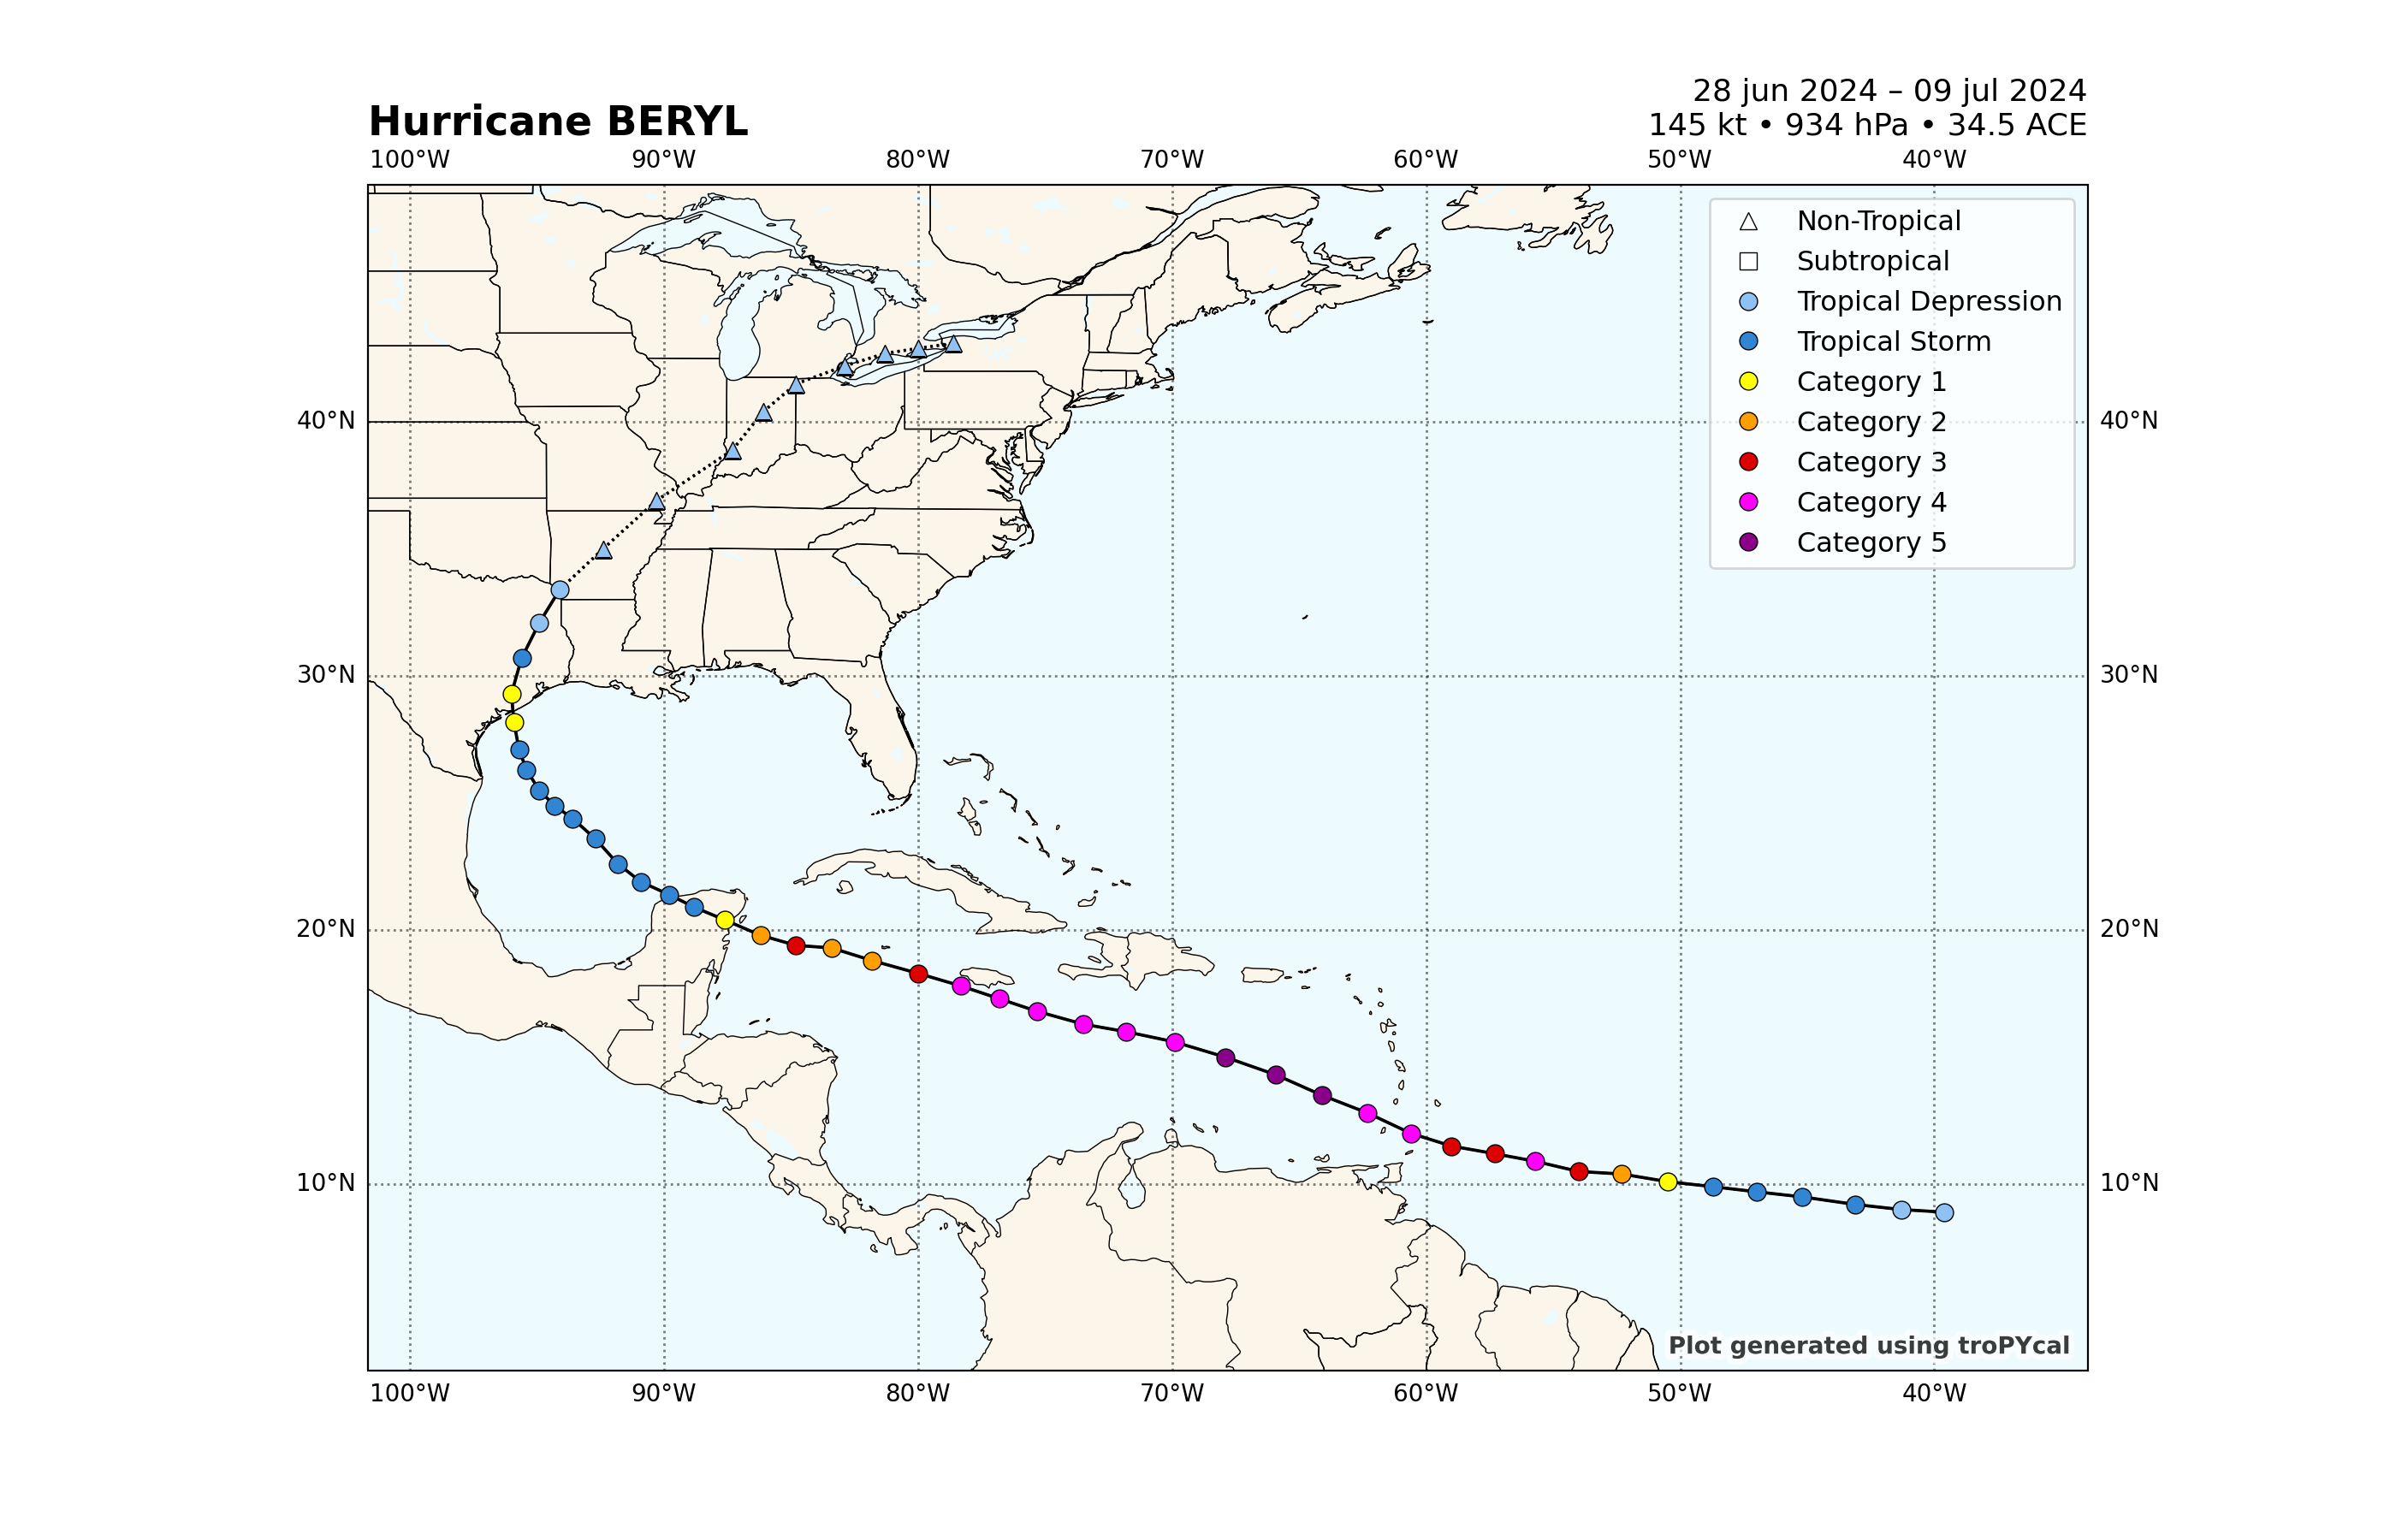 Hurricane BERYL
28 jun 2024 – 09 jul 2024
145 kt • 934 hPa • 34.5 ACE
100°W 90°W 80°W 70°W 60°W 50°W 40°W
Non-Tropical
Subtropical
Tropical Depression
Tropical Storm
Category 1
Category 2
Category 3
Category 4
Category 5
40°N 40°N
30°N 30°N
20°N 20°N
10°N 10°N
Plot generated using troPYcal
100°W 90°W 80°W 70°W 60°W 50°W 40°W